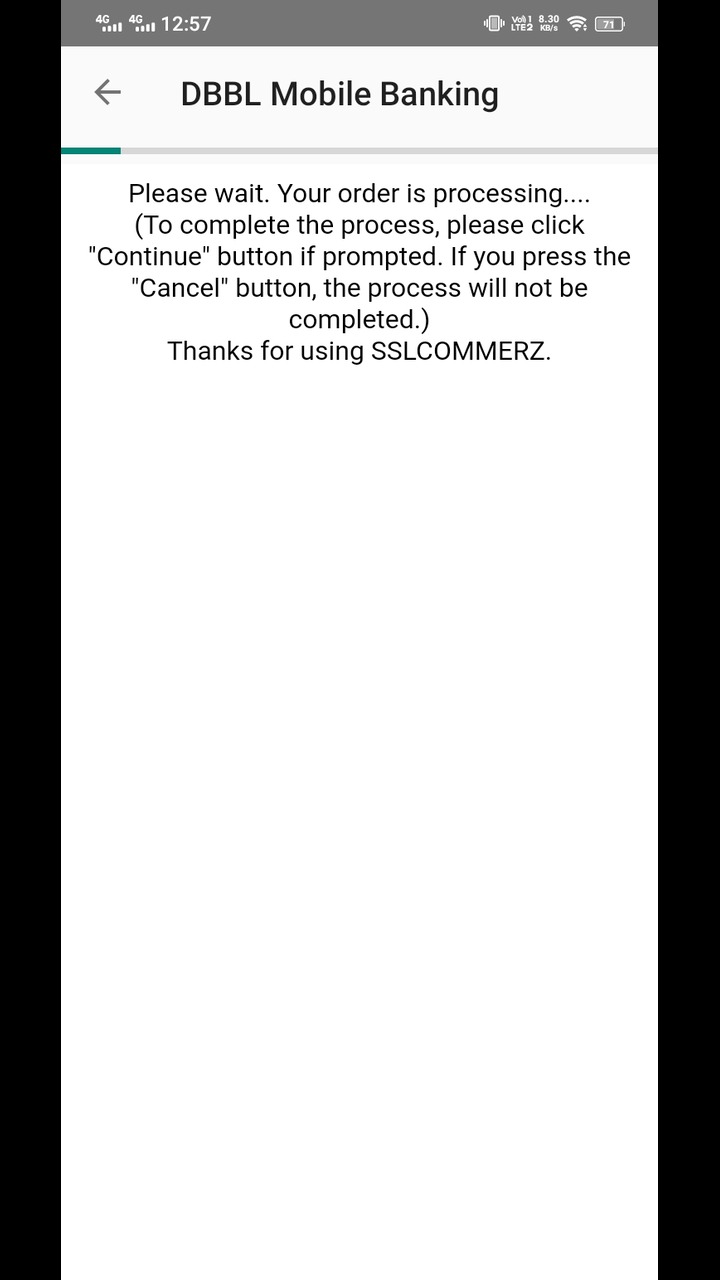 4G 4G 12:57 Vo) 1 LTE2 8.30 KB/s 71
DBBL Mobile Banking
Please wait. Your order is processing....
(To complete the process, please click
"Continue" button if prompted. If you press the
"Cancel" button, the process will not be
completed.)
Thanks for using SSLCOMMERZ.